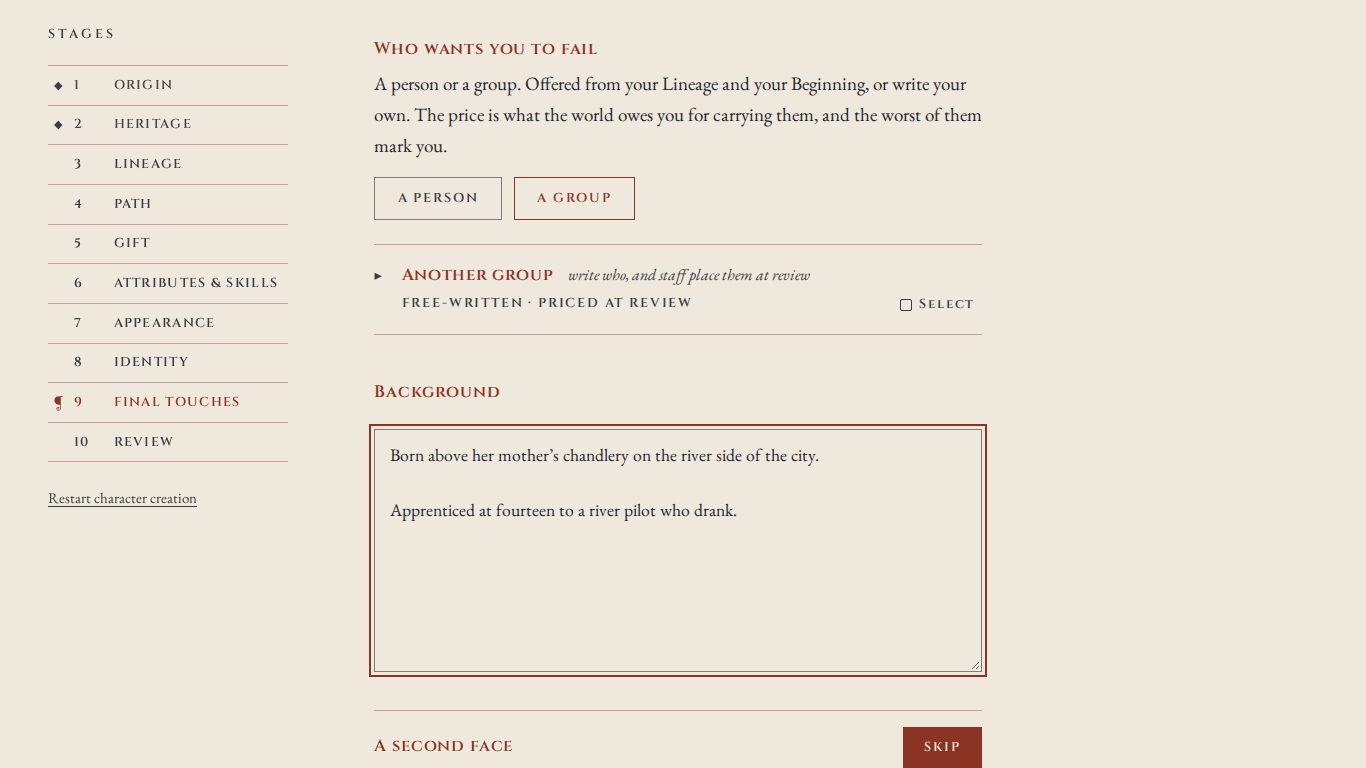 STAGES
◆ 1 ORIGIN
◆ 2 HERITAGE
3 LINEAGE
4 PATH
5 GIFT
6 ATTRIBUTES & SKILLS
7 APPEARANCE
8 IDENTITY
¶ 9 FINAL TOUCHES
10 REVIEW
Restart character creation
Who wants you to fail
A person or a group. Offered from your Lineage and your Beginning, or write your
own. The price is what the world owes you for carrying them, and the worst of them
mark you.
A PERSON A GROUP
▸ Another group write who, and staff place them at review
FREE-WRITTEN · PRICED AT REVIEW Select
Background
Born above her mother’s chandlery on the river side of the city.
Apprenticed at fourteen to a river pilot who drank.
A second face SKIP